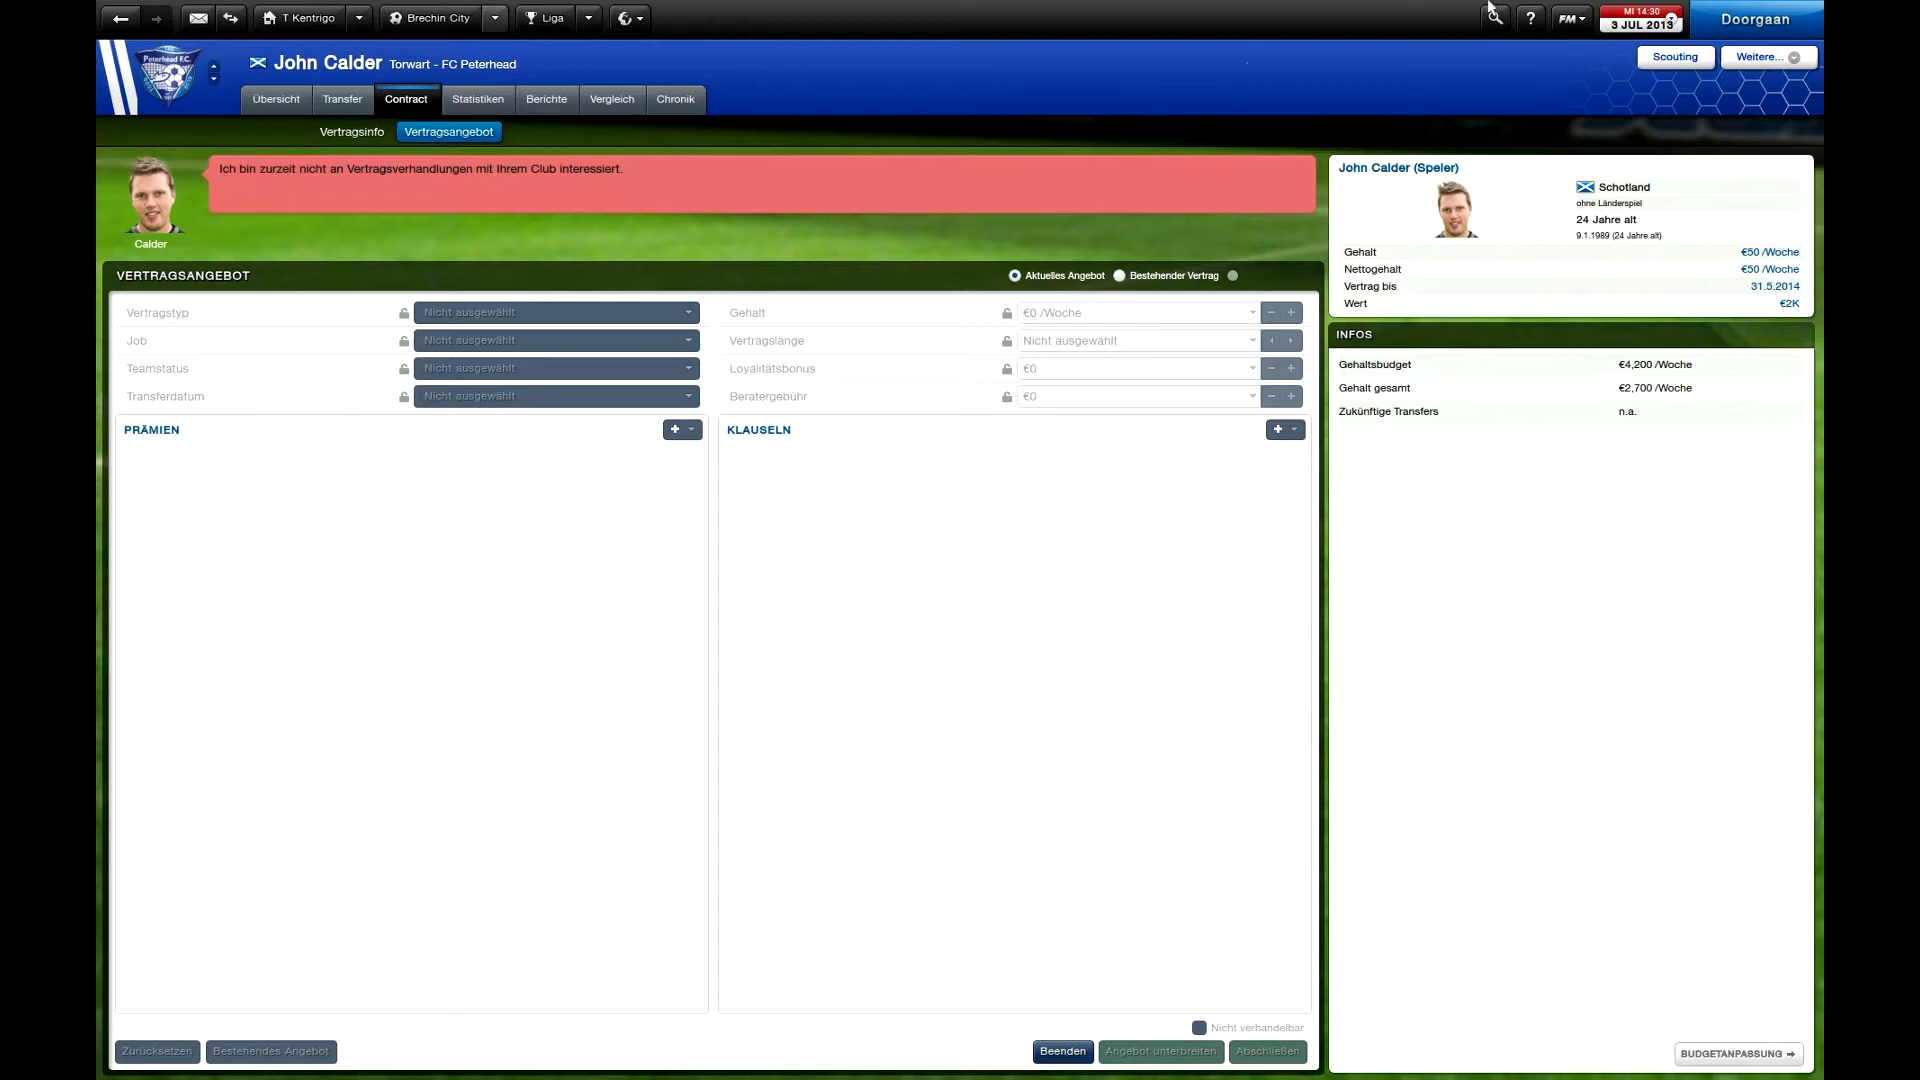 T Kentrigo
Brechin City
Liga
?
FM
MI 14:30
3 JUL 2013
Doorgaan
Peterhead F.C.
John Calder Torwart - FC Peterhead
Scouting
Weitere...
Übersicht
Transfer
Contract
Statistiken
Berichte
Vergleich
Chronik
Vertragsinfo
Vertragsangebot
Ich bin zurzeit nicht an Vertragsverhandlungen mit Ihrem Club interessiert.
Calder
VERTRAGSANGEBOT
Aktuelles Angebot
Bestehender Vertrag
Vertragstyp
Nicht ausgewählt
Gehalt
€0 /Woche
Job
Nicht ausgewählt
Vertragslänge
Nicht ausgewählt
Teamstatus
Nicht ausgewählt
Loyalitätsbonus
€0
Transferdatum
Nicht ausgewählt
Beratergebühr
€0
PRÄMIEN
KLAUSELN
Nicht verhandelbar
Zurücksetzen
Bestehendes Angebot
Beenden
Angebot unterbreiten
Abschließen
John Calder (Speler)
Schotland
ohne Länderspiel
24 Jahre alt
9.1.1989 (24 Jahre alt)
Gehalt €50 /Woche
Nettogehalt €50 /Woche
Vertrag bis 31.5.2014
Wert €2K
INFOS
Gehaltsbudget €4,200 /Woche
Gehalt gesamt €2,700 /Woche
Zukünftige Transfers n.a.
BUDGETANPASSUNG